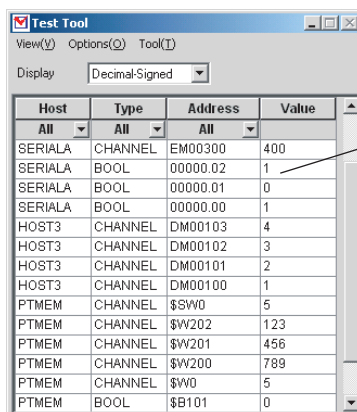 Test Tool
View(V) Options(O) Tool(T)
Display Decimal-Signed
Host Type Address Value
All All All
SERIALA CHANNEL EM00300 400
SERIALA BOOL 00000.02 1
SERIALA BOOL 00000.01 0
SERIALA BOOL 00000.00 1
HOST3 CHANNEL DM00103 4
HOST3 CHANNEL DM00102 3
HOST3 CHANNEL DM00101 2
HOST3 CHANNEL DM00100 1
PTMEM CHANNEL $SW0 5
PTMEM CHANNEL $W202 123
PTMEM CHANNEL $W201 456
PTMEM CHANNEL $W200 789
PTMEM CHANNEL $W0 5
PTMEM BOOL $B101 0